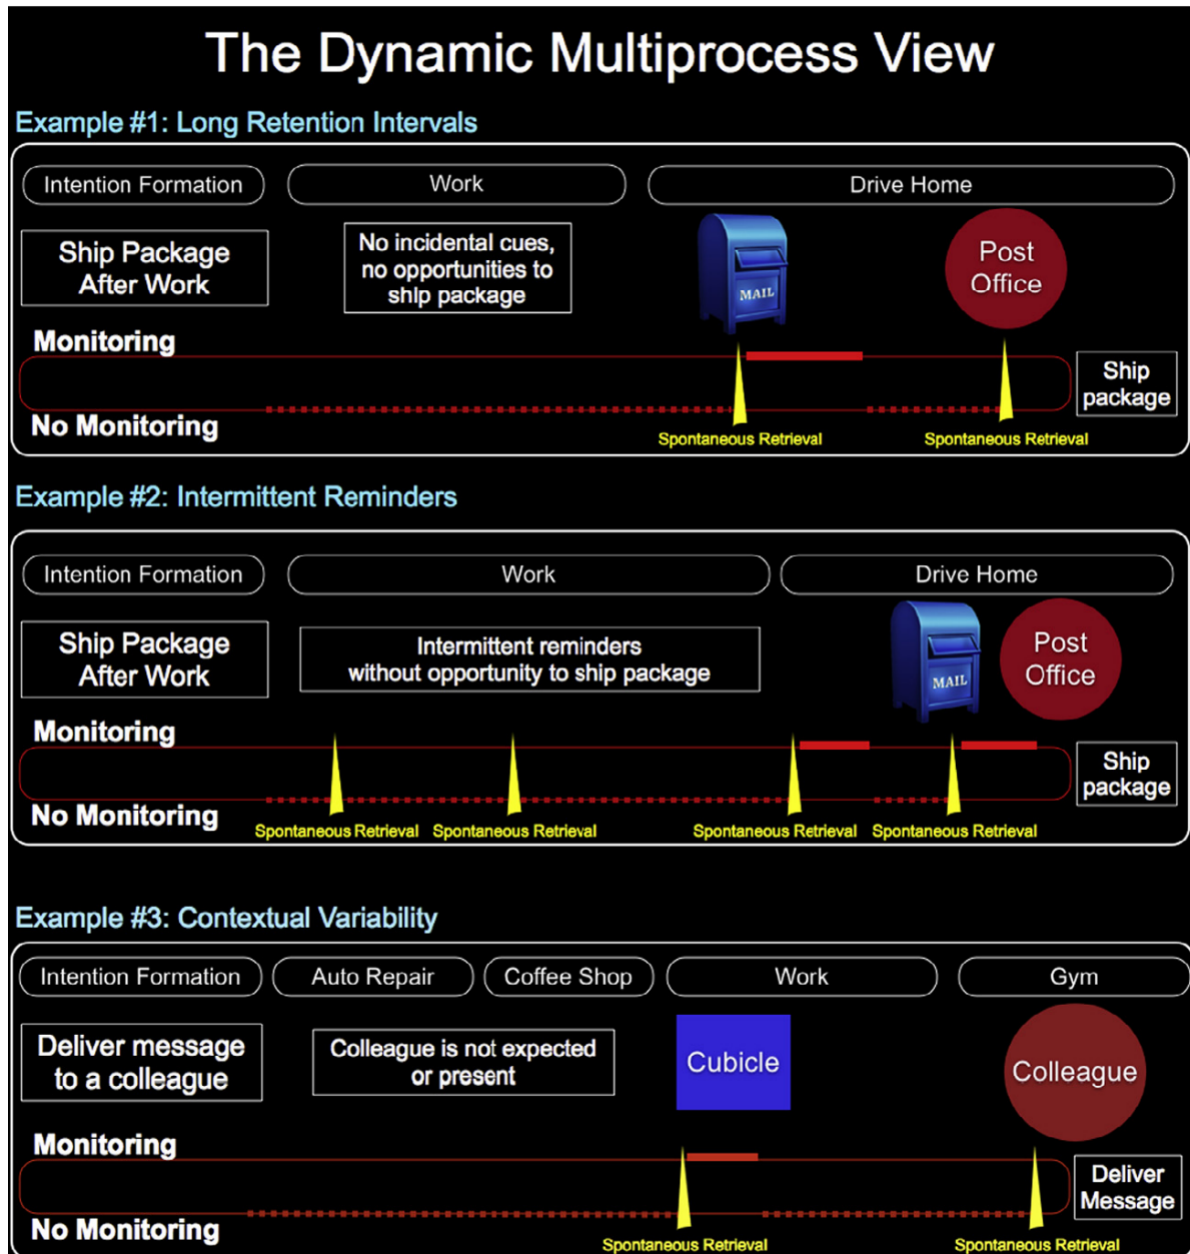 The Dynamic Multiprocess View
Example #1: Long Retention Intervals
Intention Formation
Work
Drive Home
Ship Package
After Work
No incidental cues,
no opportunities to
ship package
MAIL
Post
Office
Monitoring
No Monitoring
Spontaneous Retrieval
Spontaneous Retrieval
Ship
package
Example #2: Intermittent Reminders
Intention Formation
Work
Drive Home
Ship Package
After Work
Intermittent reminders
without opportunity to ship package
MAIL
Post
Office
Monitoring
No Monitoring
Spontaneous Retrieval
Spontaneous Retrieval
Spontaneous Retrieval
Spontaneous Retrieval
Ship
package
Example #3: Contextual Variability
Intention Formation
Auto Repair
Coffee Shop
Work
Gym
Deliver message
to a colleague
Colleague is not expected
or present
Cubicle
Colleague
Monitoring
No Monitoring
Spontaneous Retrieval
Spontaneous Retrieval
Deliver
Message